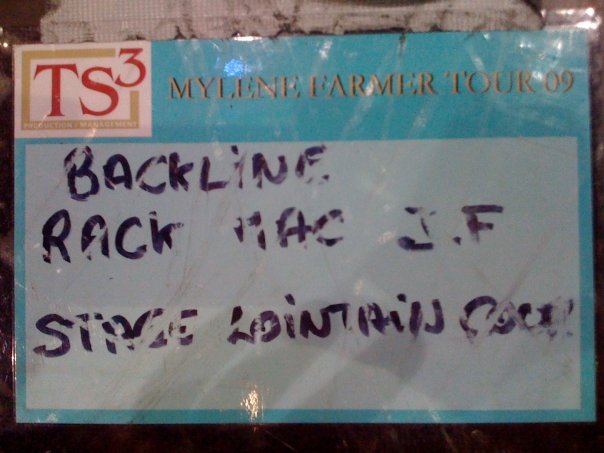 TS3
PRODUCTION / MANAGEMENT
MYLENE FARMER TOUR 09
BACKLINE
RACK MAC J.F
STAGE LOINTAIN COUR